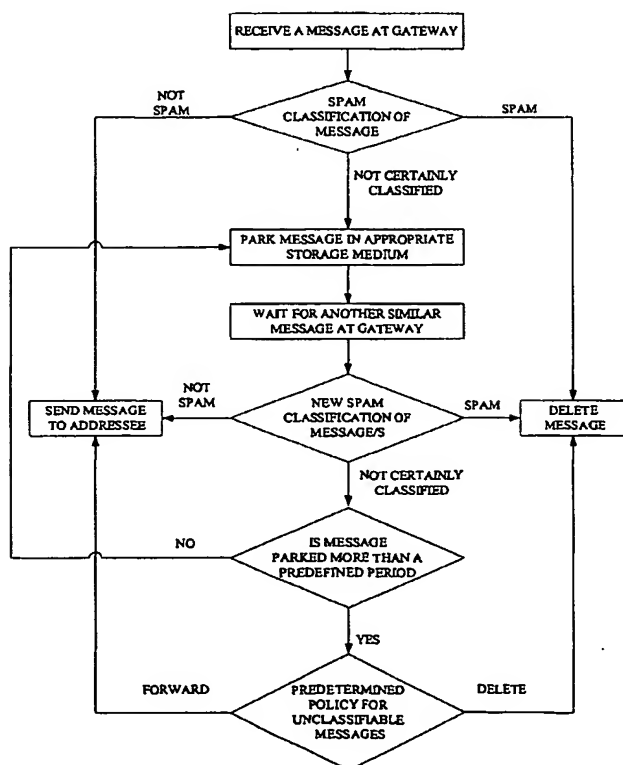 RECEIVE A MESSAGE AT GATEWAY
NOT
SPAM
SPAM
CLASSIFICATION OF
MESSAGE
SPAM
NOT CERTAINLY
CLASSIFIED
PARK MESSAGE IN APPROPRIATE
STORAGE MEDIUM
WAIT FOR ANOTHER SIMILAR
MESSAGE AT GATEWAY
SEND MESSAGE
TO ADDRESSEE
NOT
SPAM
NEW SPAM
CLASSIFICATION OF
MESSAGE/S
SPAM
DELETE
MESSAGE
NOT CERTAINLY
CLASSIFIED
NO
IS MESSAGE
PARKED MORE THAN A
PREDEFINED PERIOD
YES
FORWARD
PREDETERMINED
POLICY FOR
UNCLASSIFIABLE
MESSAGES
DELETE